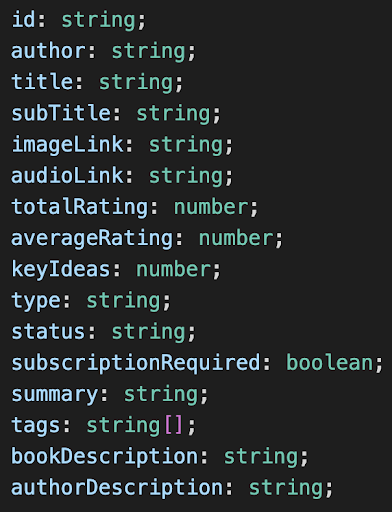 id: string;
author: string;
title: string;
subTitle: string;
imageLink: string;
audioLink: string;
totalRating: number;
averageRating: number;
keyIdeas: number;
type: string;
status: string;
subscriptionRequired: boolean;
summary: string;
tags: string[];
bookDescription: string;
authorDescription: string;